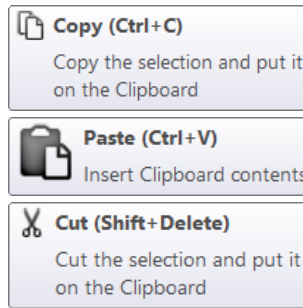 Copy (Ctrl+C)
Copy the selection and put it
on the Clipboard
Paste (Ctrl+V)
Insert Clipboard contents
Cut (Shift+Delete)
Cut the selection and put it
on the Clipboard